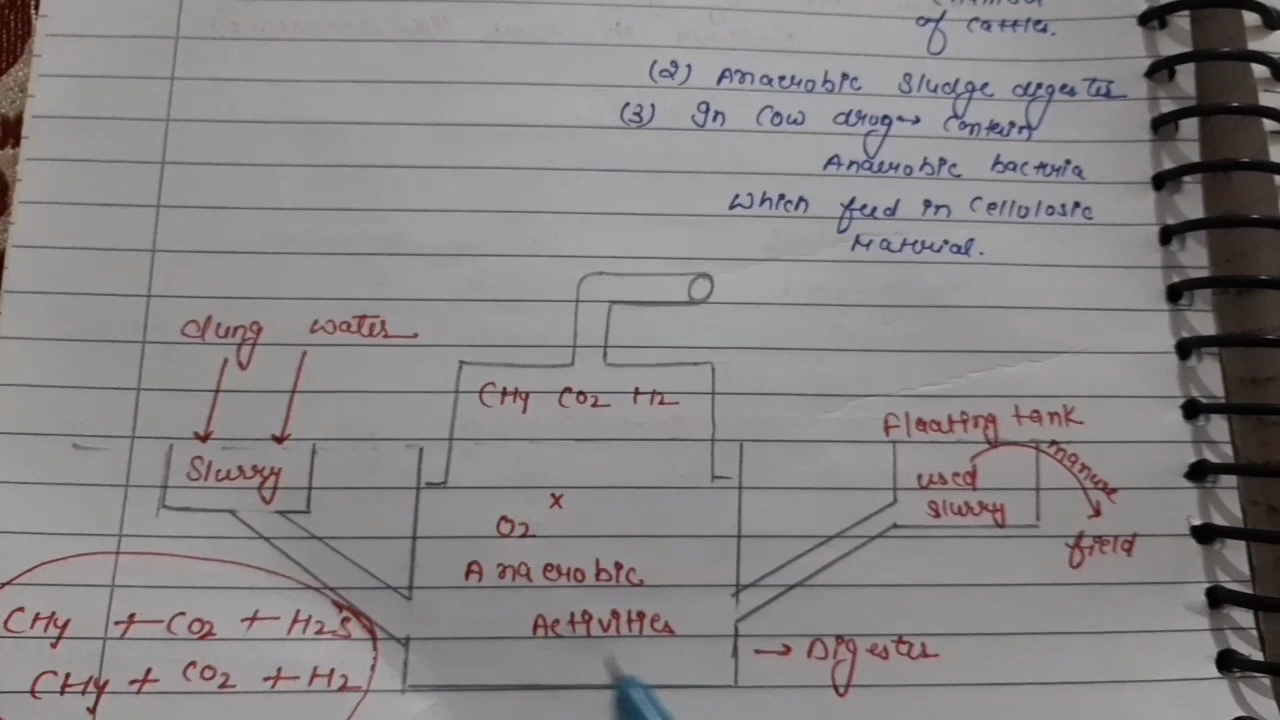 of cattles.
(2) Anaerobic Sludge digester
(3) In Cow drug → contain
Anaerobic bacteria
which feed in Cellulosic
Material.
dung water
CH4 CO2 H2
Floating tank
Slurry
used
slurry
manure
field
x
O2
Anaerobic
Activities
→ Digester
CH4 + CO2 + H2S
CH4 + CO2 + H2